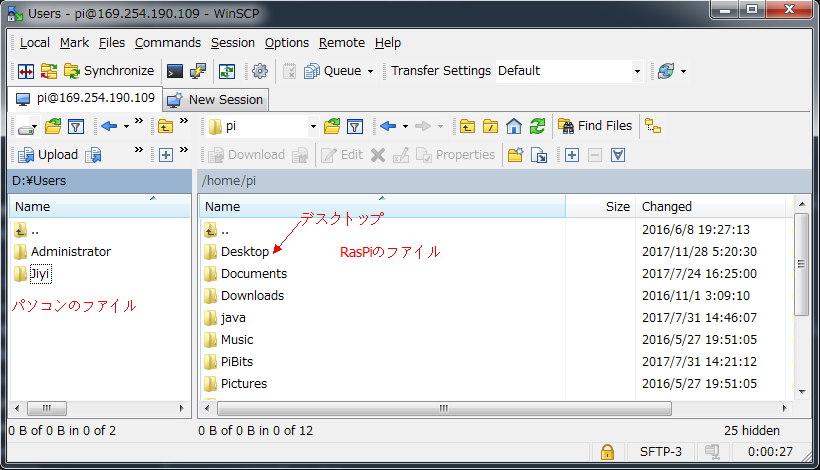 Users - pi@169.254.190.109 - WinSCP
Local Mark Files Commands Session Options Remote Help
Synchronize Queue Transfer Settings Default
pi@169.254.190.109 New Session
pi Find Files
Upload Download Edit Properties
D:¥Users /home/pi
Name Name Size Changed
デスクトップ
.. .. 2016/6/8 19:27:13
Administrator Desktop 2017/11/28 5:20:30
RasPiのファイル
Jiyi Documents 2017/7/24 16:25:00
パソコンのファイル Downloads 2016/11/1 3:09:10
java 2017/7/31 14:46:07
Music 2016/5/27 19:51:05
PiBits 2017/7/31 14:21:12
Pictures 2016/5/27 19:51:05
0 B of 0 B in 0 of 2 0 B of 0 B in 0 of 12 25 hidden
SFTP-3 0:00:27